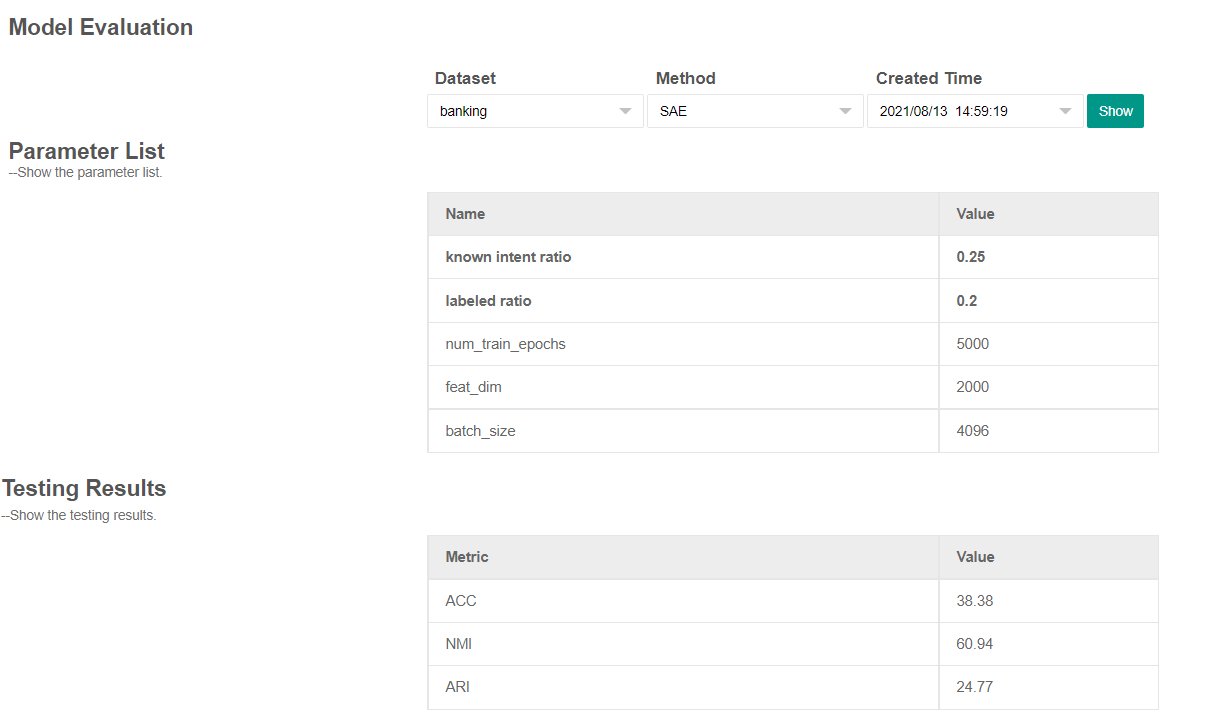 Model Evaluation
Dataset Method Created Time
banking SAE 2021/08/13 14:59:19 Show
Parameter List
--Show the parameter list.
Name Value
known intent ratio 0.25
labeled ratio 0.2
num_train_epochs 5000
feat_dim 2000
batch_size 4096
Testing Results
--Show the testing results.
Metric Value
ACC 38.38
NMI 60.94
ARI 24.77